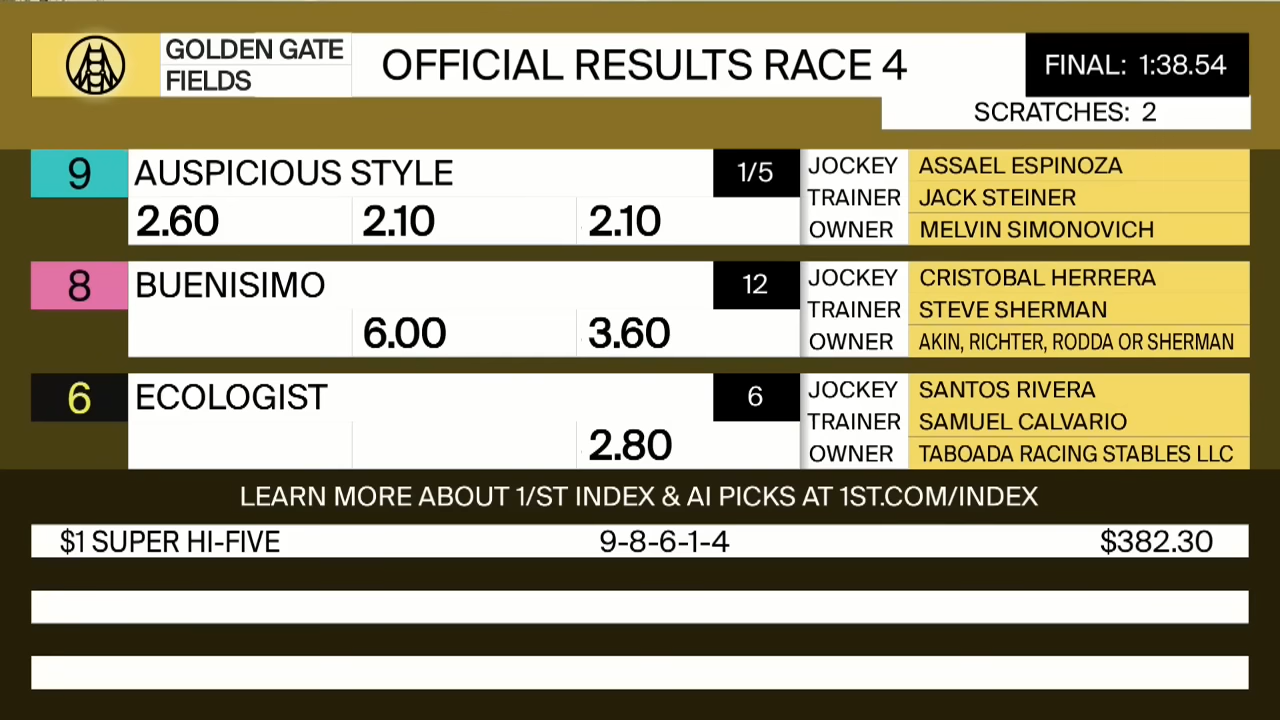 GOLDEN GATE
FIELDS
OFFICIAL RESULTS RACE 4
FINAL: 1:38.54
SCRATCHES: 2
9 AUSPICIOUS STYLE 1/5
2.60 2.10 2.10
JOCKEY ASSAEL ESPINOZA
TRAINER JACK STEINER
OWNER MELVIN SIMONOVICH
8 BUENISIMO 12
6.00 3.60
JOCKEY CRISTOBAL HERRERA
TRAINER STEVE SHERMAN
OWNER AKIN, RICHTER, RODDA OR SHERMAN
6 ECOLOGIST 6
2.80
JOCKEY SANTOS RIVERA
TRAINER SAMUEL CALVARIO
OWNER TABOADA RACING STABLES LLC
LEARN MORE ABOUT 1/ST INDEX & AI PICKS AT 1ST.COM/INDEX
$1 SUPER HI-FIVE 9-8-6-1-4 $382.30